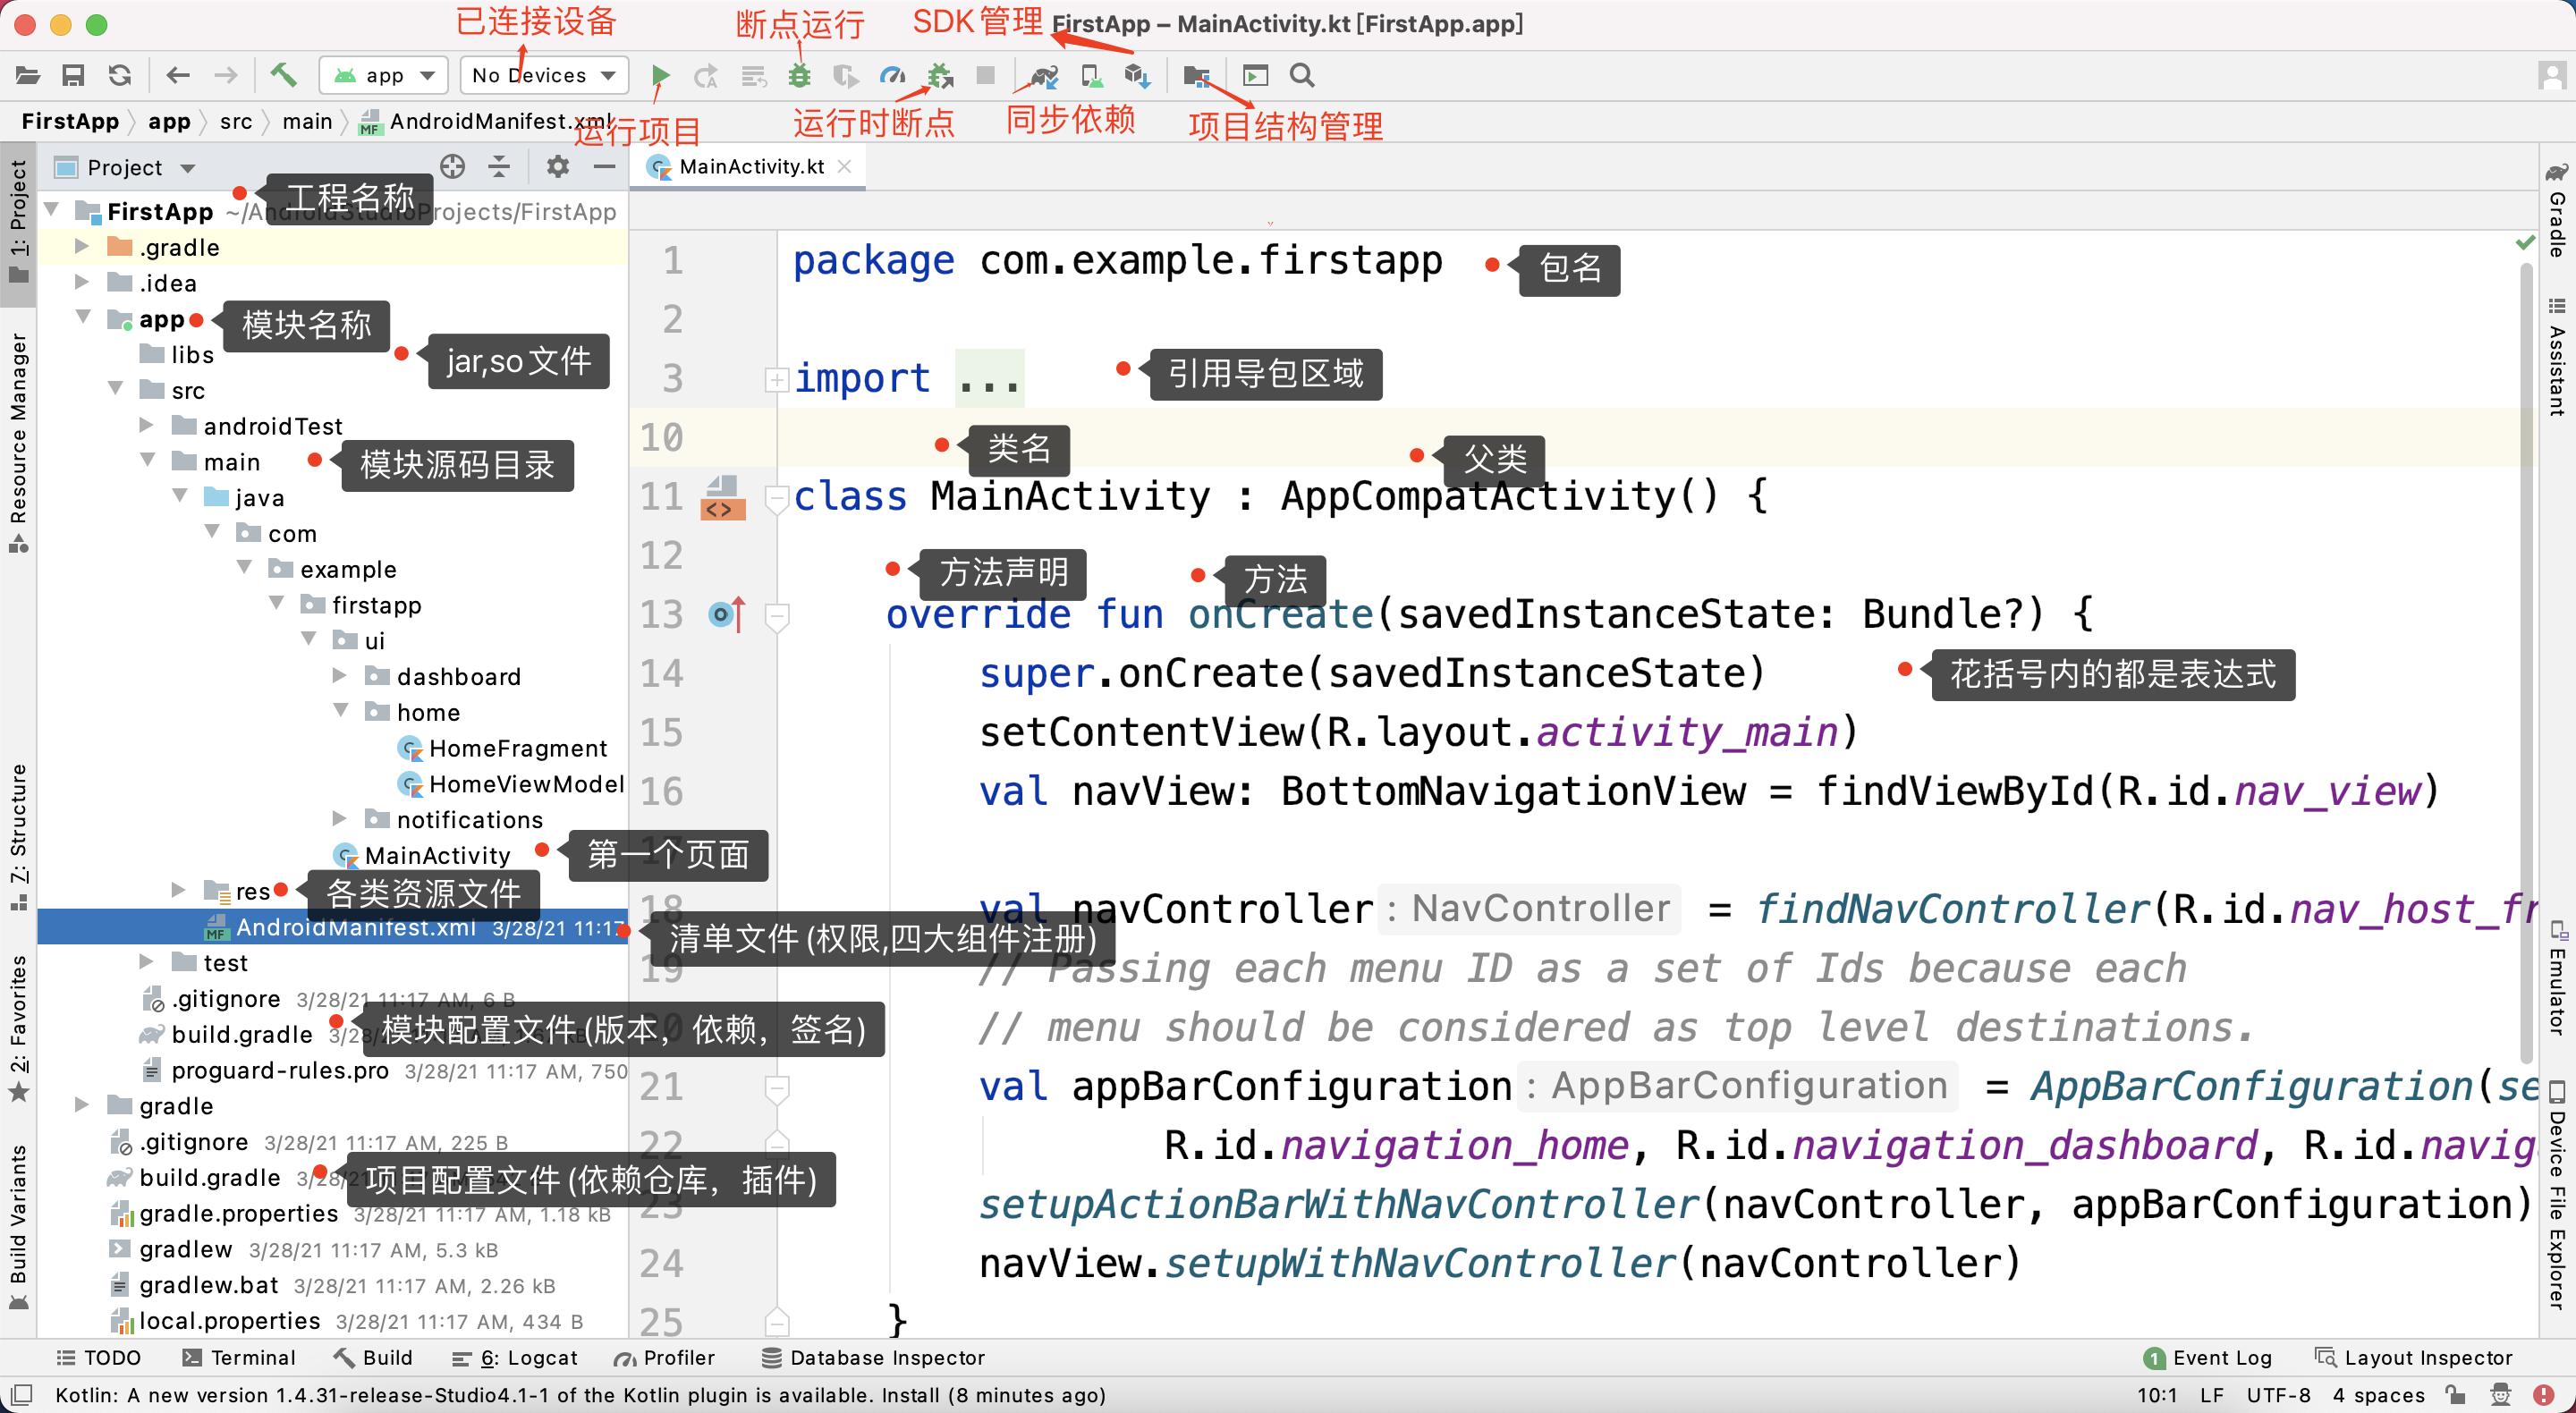 已连接设备 断点运行 SDK管理 FirstApp – MainActivity.kt [FirstApp.app]
app No Devices
运行项目 运行时断点 同步依赖 项目结构管理
FirstApp app src main AndroidManifest.xml
Project
MainActivity.kt
工程名称
FirstApp ~/AndroidStudioProjects/FirstApp
.gradle
.idea
app 模块名称
libs jar,so文件
src
androidTest
main 模块源码目录
java
com
example
firstapp
ui
dashboard
home
HomeFragment
HomeViewModel
notifications
MainActivity 第一个页面
res 各类资源文件
AndroidManifest.xml 3/28/21 11:17 清单文件(权限,四大组件注册)
test
.gitignore 3/28/21 11:17 AM, 6 B
build.gradle 模块配置文件(版本，依赖，签名)
proguard-rules.pro 3/28/21 11:17 AM, 750
gradle
.gitignore 3/28/21 11:17 AM, 225 B
build.gradle 项目配置文件(依赖仓库，插件)
gradle.properties 3/28/21 11:17 AM, 1.18 kB
gradlew 3/28/21 11:17 AM, 5.3 kB
gradlew.bat 3/28/21 11:17 AM, 2.26 kB
local.properties 3/28/21 11:17 AM, 434 B
1 package com.example.firstapp 包名
2
3 import ... 引用导包区域
10 类名 父类
11 class MainActivity : AppCompatActivity() {
12 方法声明 方法
13 override fun onCreate(savedInstanceState: Bundle?) {
14 super.onCreate(savedInstanceState) 花括号内的都是表达式
15 setContentView(R.layout.activity_main)
16 val navView: BottomNavigationView = findViewById(R.id.nav_view)
17
18 val navController : NavController = findNavController(R.id.nav_host_fr
19 // Passing each menu ID as a set of Ids because each
20 // menu should be considered as top level destinations.
21 val appBarConfiguration : AppBarConfiguration = AppBarConfiguration(se
22 R.id.navigation_home, R.id.navigation_dashboard, R.id.navig
23 setupActionBarWithNavController(navController, appBarConfiguration)
24 navView.setupWithNavController(navController)
25 }
1: Project
Resource Manager
7: Structure
2: Favorites
Build Variants
Gradle
Assistant
Emulator
Device File Explorer
TODO Terminal Build 6: Logcat Profiler Database Inspector 1 Event Log Layout Inspector
Kotlin: A new version 1.4.31-release-Studio4.1-1 of the Kotlin plugin is available. Install (8 minutes ago) 10:1 LF UTF-8 4 spaces